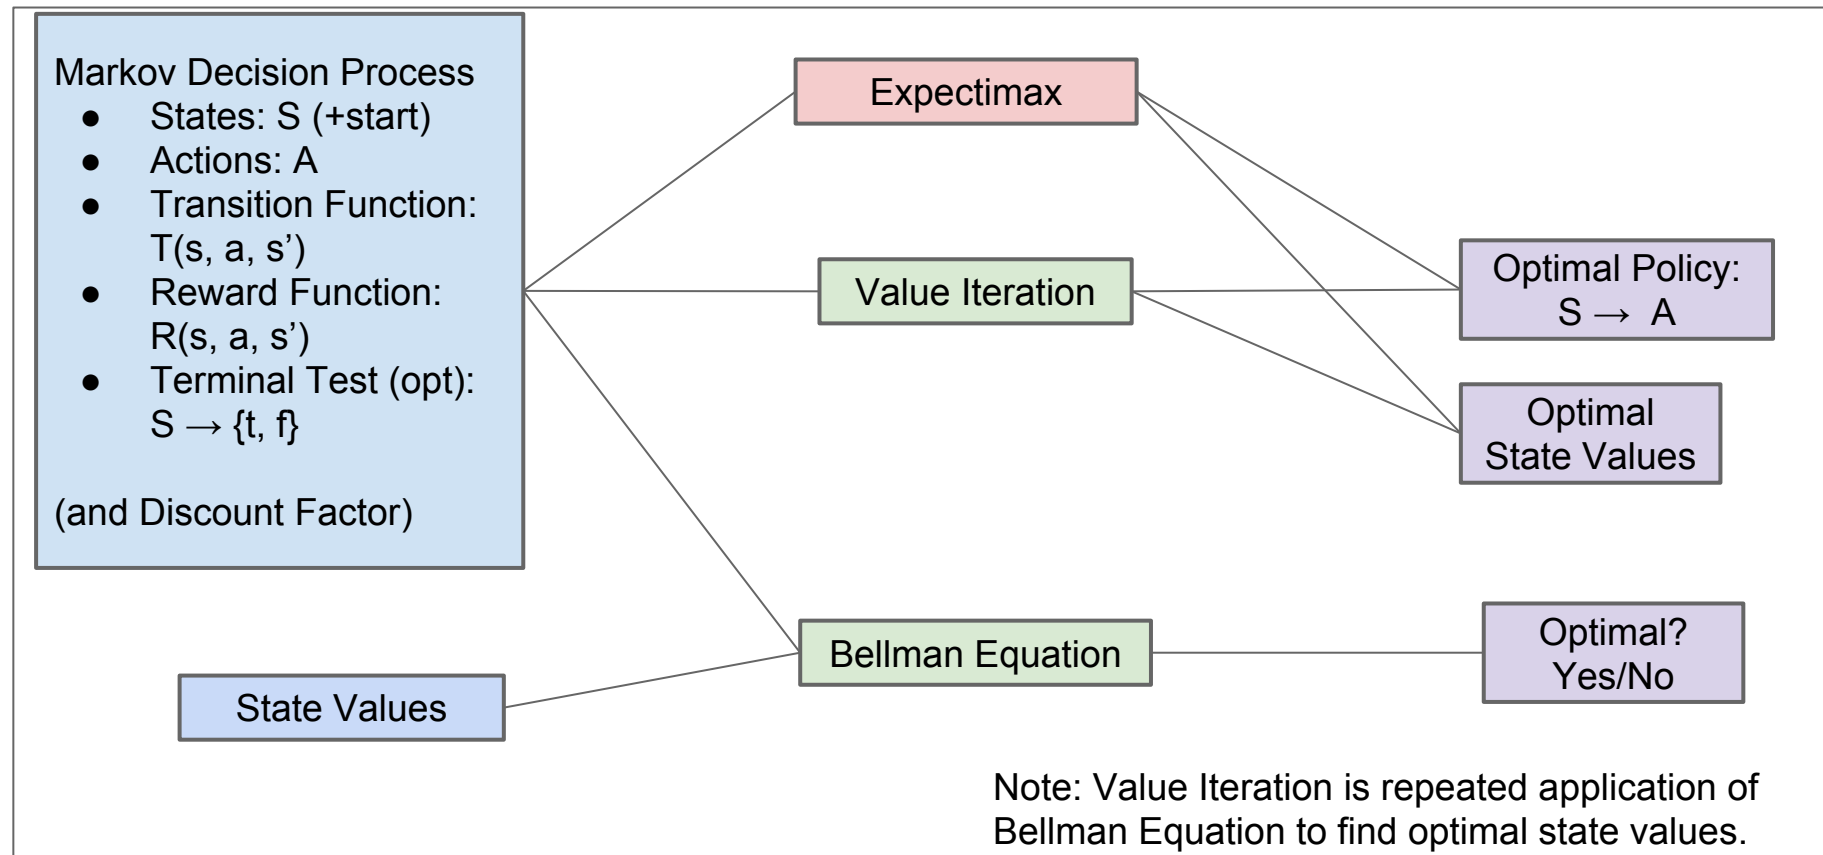 Markov Decision Process
● States: S (+start)
● Actions: A
● Transition Function:
T(s, a, s’)
● Reward Function:
R(s, a, s’)
● Terminal Test (opt):
S → {t, f}
(and Discount Factor)
State Values
Expectimax
Value Iteration
Bellman Equation
Optimal Policy:
S → A
Optimal
State Values
Optimal?
Yes/No
Note: Value Iteration is repeated application of
Bellman Equation to find optimal state values.